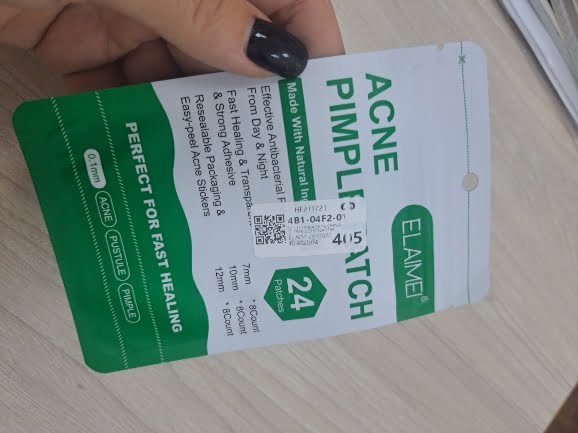 ELAIMEI®
ACNE
PIMPLE PATCH
Made With Natural
Effective Antibacterial
From Day & Night
Fast Healing &
& Strong Adhesive
Resealable Packaging &
Easy-peel Acne Stickers
4B1-04F2-01
405
24
Patches
7mm * 8Count
10mm * 8Count
12mm * 8Count
PERFECT FOR FAST HEALING
0.1mm
ACNE
PUSTULE
PIMPLE